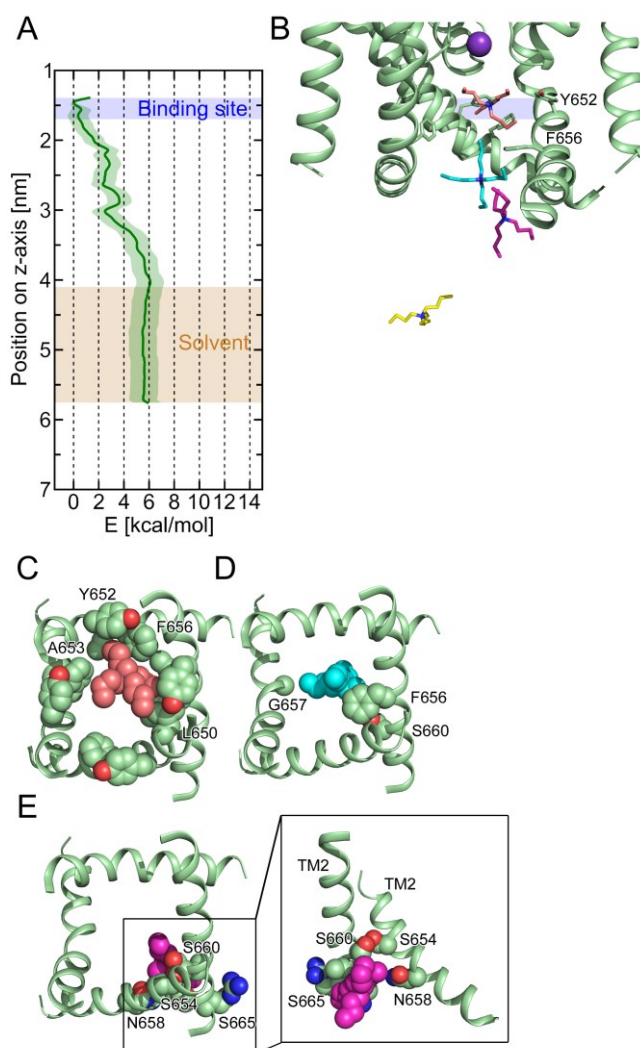 A
1
2
3
4
5
6
7
Position on z-axis [nm]
Binding site
Solvent
0 2 4 6 8 10 12 14
E [kcal/mol]
B
Y652
F656
C
Y652
F656
A653
L650
D
G657
F656
S660
E
S660
S654
N658
S665
TM2
TM2
S660
S654
S665
N658